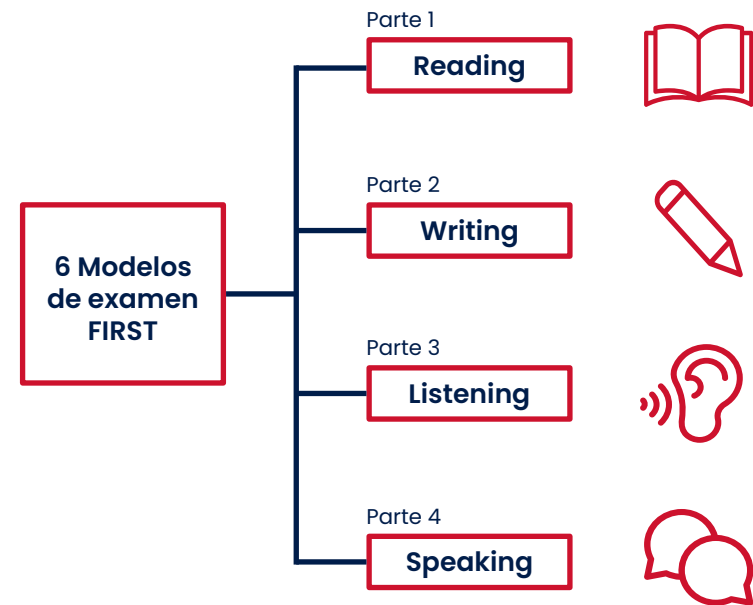 Parte 1
Reading
Parte 2
Writing
6 Modelos
de examen
FIRST
Parte 3
Listening
Parte 4
Speaking